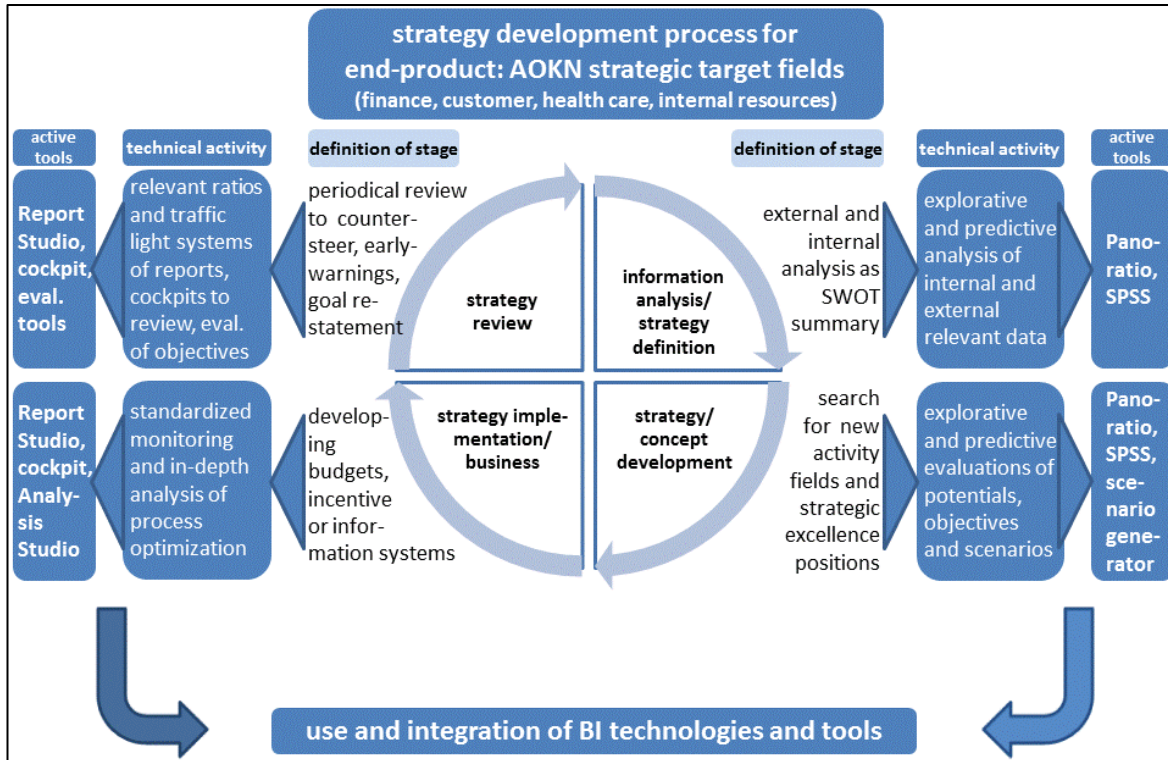 strategy development process for
end-product: AOKN strategic target fields
(finance, customer, health care, internal resources)
active
tools
technical activity
definition of stage
definition of stage
technical activity
active
tools
Report
Studio,
cockpit,
eval.
tools
relevant ratios
and traffic
light systems
of reports,
cockpits to
review, eval.
of objectives
periodical review
to counter-
steer, early-
warnings,
goal re-
statement
strategy
review
information
analysis/
strategy
definition
external and
internal
analysis as
SWOT
summary
explorative
and predictive
analysis of
internal and
external
relevant data
Pano-
ratio,
SPSS
Report
Studio,
cockpit,
Analy-
sis
Studio
standardized
monitoring
and in-depth
analysis of
process
optimization
develop-
ing
budgets,
incentive
or infor-
mation systems
strategy imple-
mentation/
business
strategy/
concept
development
search
for new
activity
fields and
strategic
excellence
positions
explorative
and predictive
evaluations of
potentials,
objectives
and scenarios
Pano-
ratio,
SPSS,
sce-
nario
gene-
rator
use and integration of BI technologies and tools